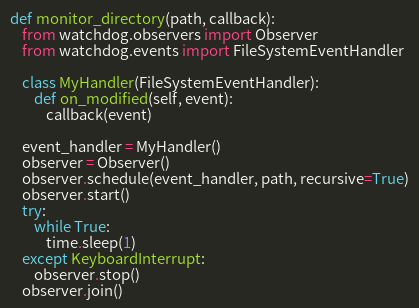 def monitor_directory(path, callback):
    from watchdog.observers import Observer
    from watchdog.events import FileSystemEventHandler

    class MyHandler(FileSystemEventHandler):
        def on_modified(self, event):
            callback(event)

    event_handler = MyHandler()
    observer = Observer()
    observer.schedule(event_handler, path, recursive=True)
    observer.start()
    try:
        while True:
            time.sleep(1)
    except KeyboardInterrupt:
        observer.stop()
    observer.join()